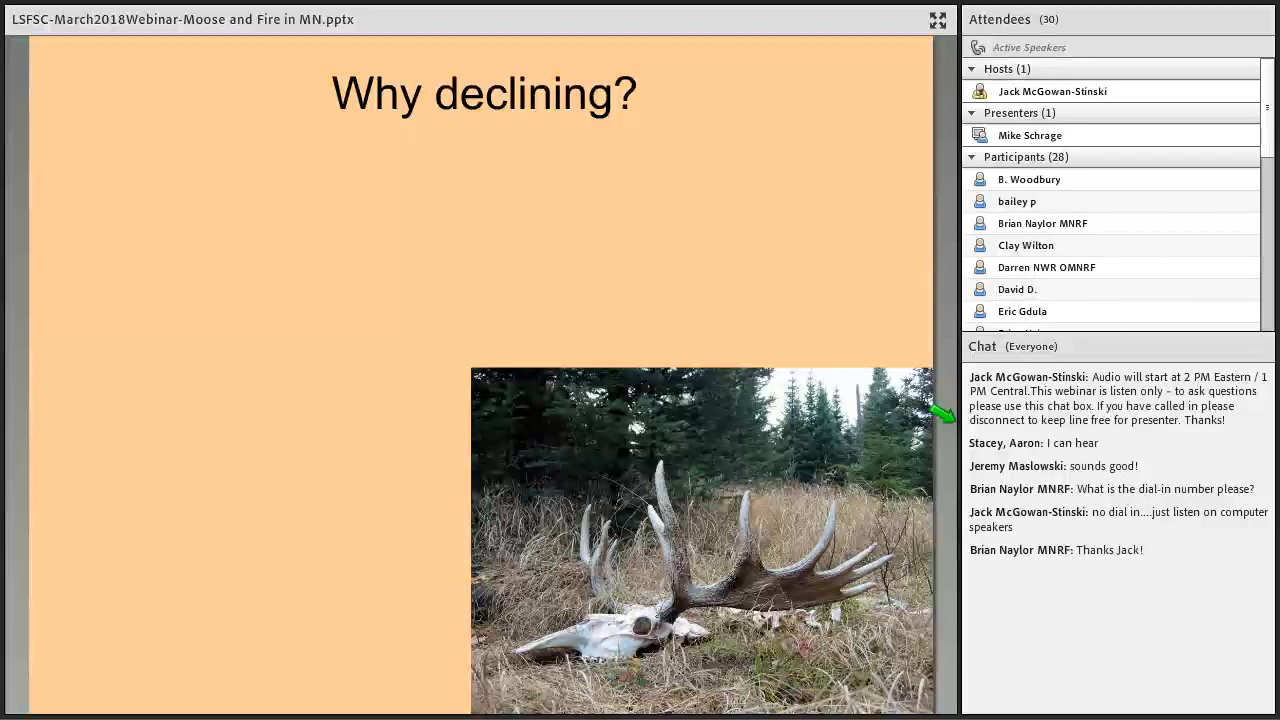 LSFSC-March2018Webinar-Moose and Fire in MN.pptx
Why declining?
Attendees (30)
Active Speakers
Hosts (1)
Jack McGowan-Stinski
Presenters (1)
Mike Schrage
Participants (28)
B. Woodbury
bailey p
Brian Naylor MNRF
Clay Wilton
Darren NWR OMNRF
David D.
Eric Gdula
Chat (Everyone)
Jack McGowan-Stinski: Audio will start at 2 PM Eastern / 1
PM Central.This webinar is listen only - to ask questions
please use this chat box. If you have called in please
disconnect to keep line free for presenter. Thanks!
Stacey, Aaron: I can hear
Jeremy Maslowski: sounds good!
Brian Naylor MNRF: What is the dial-in number please?
Jack McGowan-Stinski: no dial in....just listen on computer
speakers
Brian Naylor MNRF: Thanks Jack!